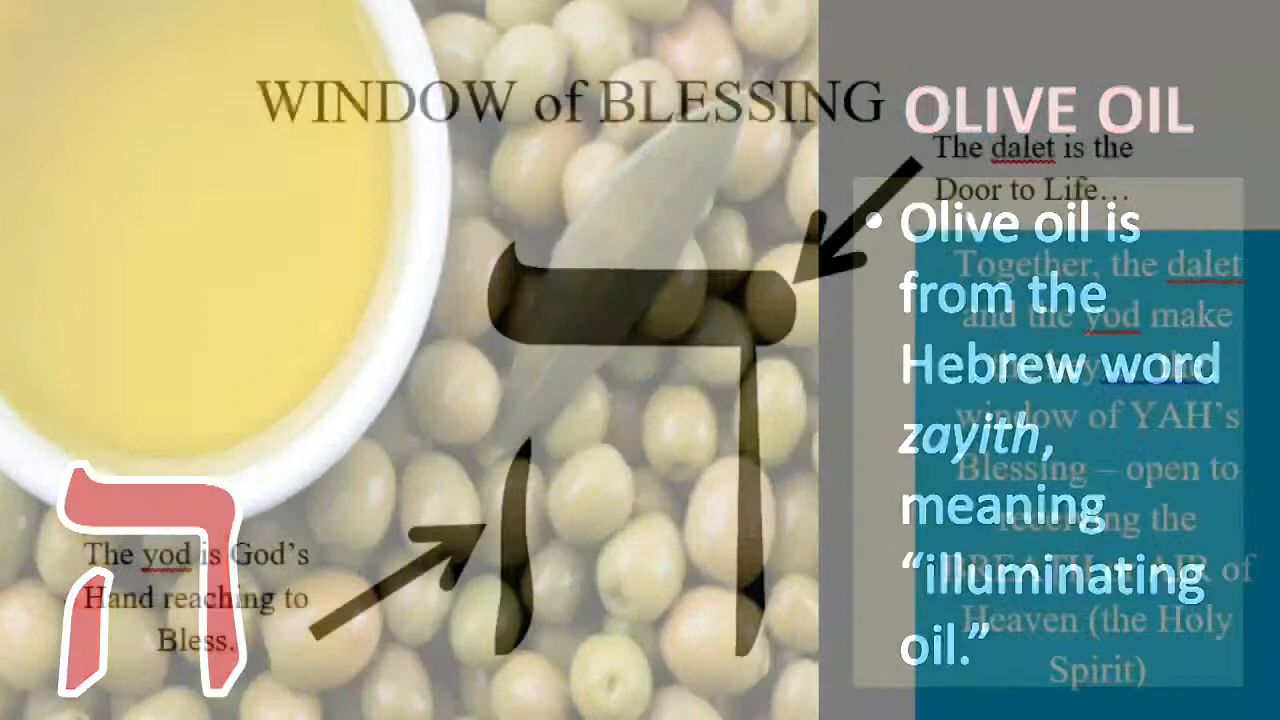 WINDOW of BLESSING
OLIVE OIL
The dalet is the
Door to Life…
• Olive oil is
from the
Hebrew word
zayith,
meaning
“illuminating
oil.”
Together, the dalet
and the yod make
window of YAH’s
Blessing – open to
the
of
Heaven (the Holy
Spirit)
ה
ה
The yod is God’s
Hand reaching to
Bless.